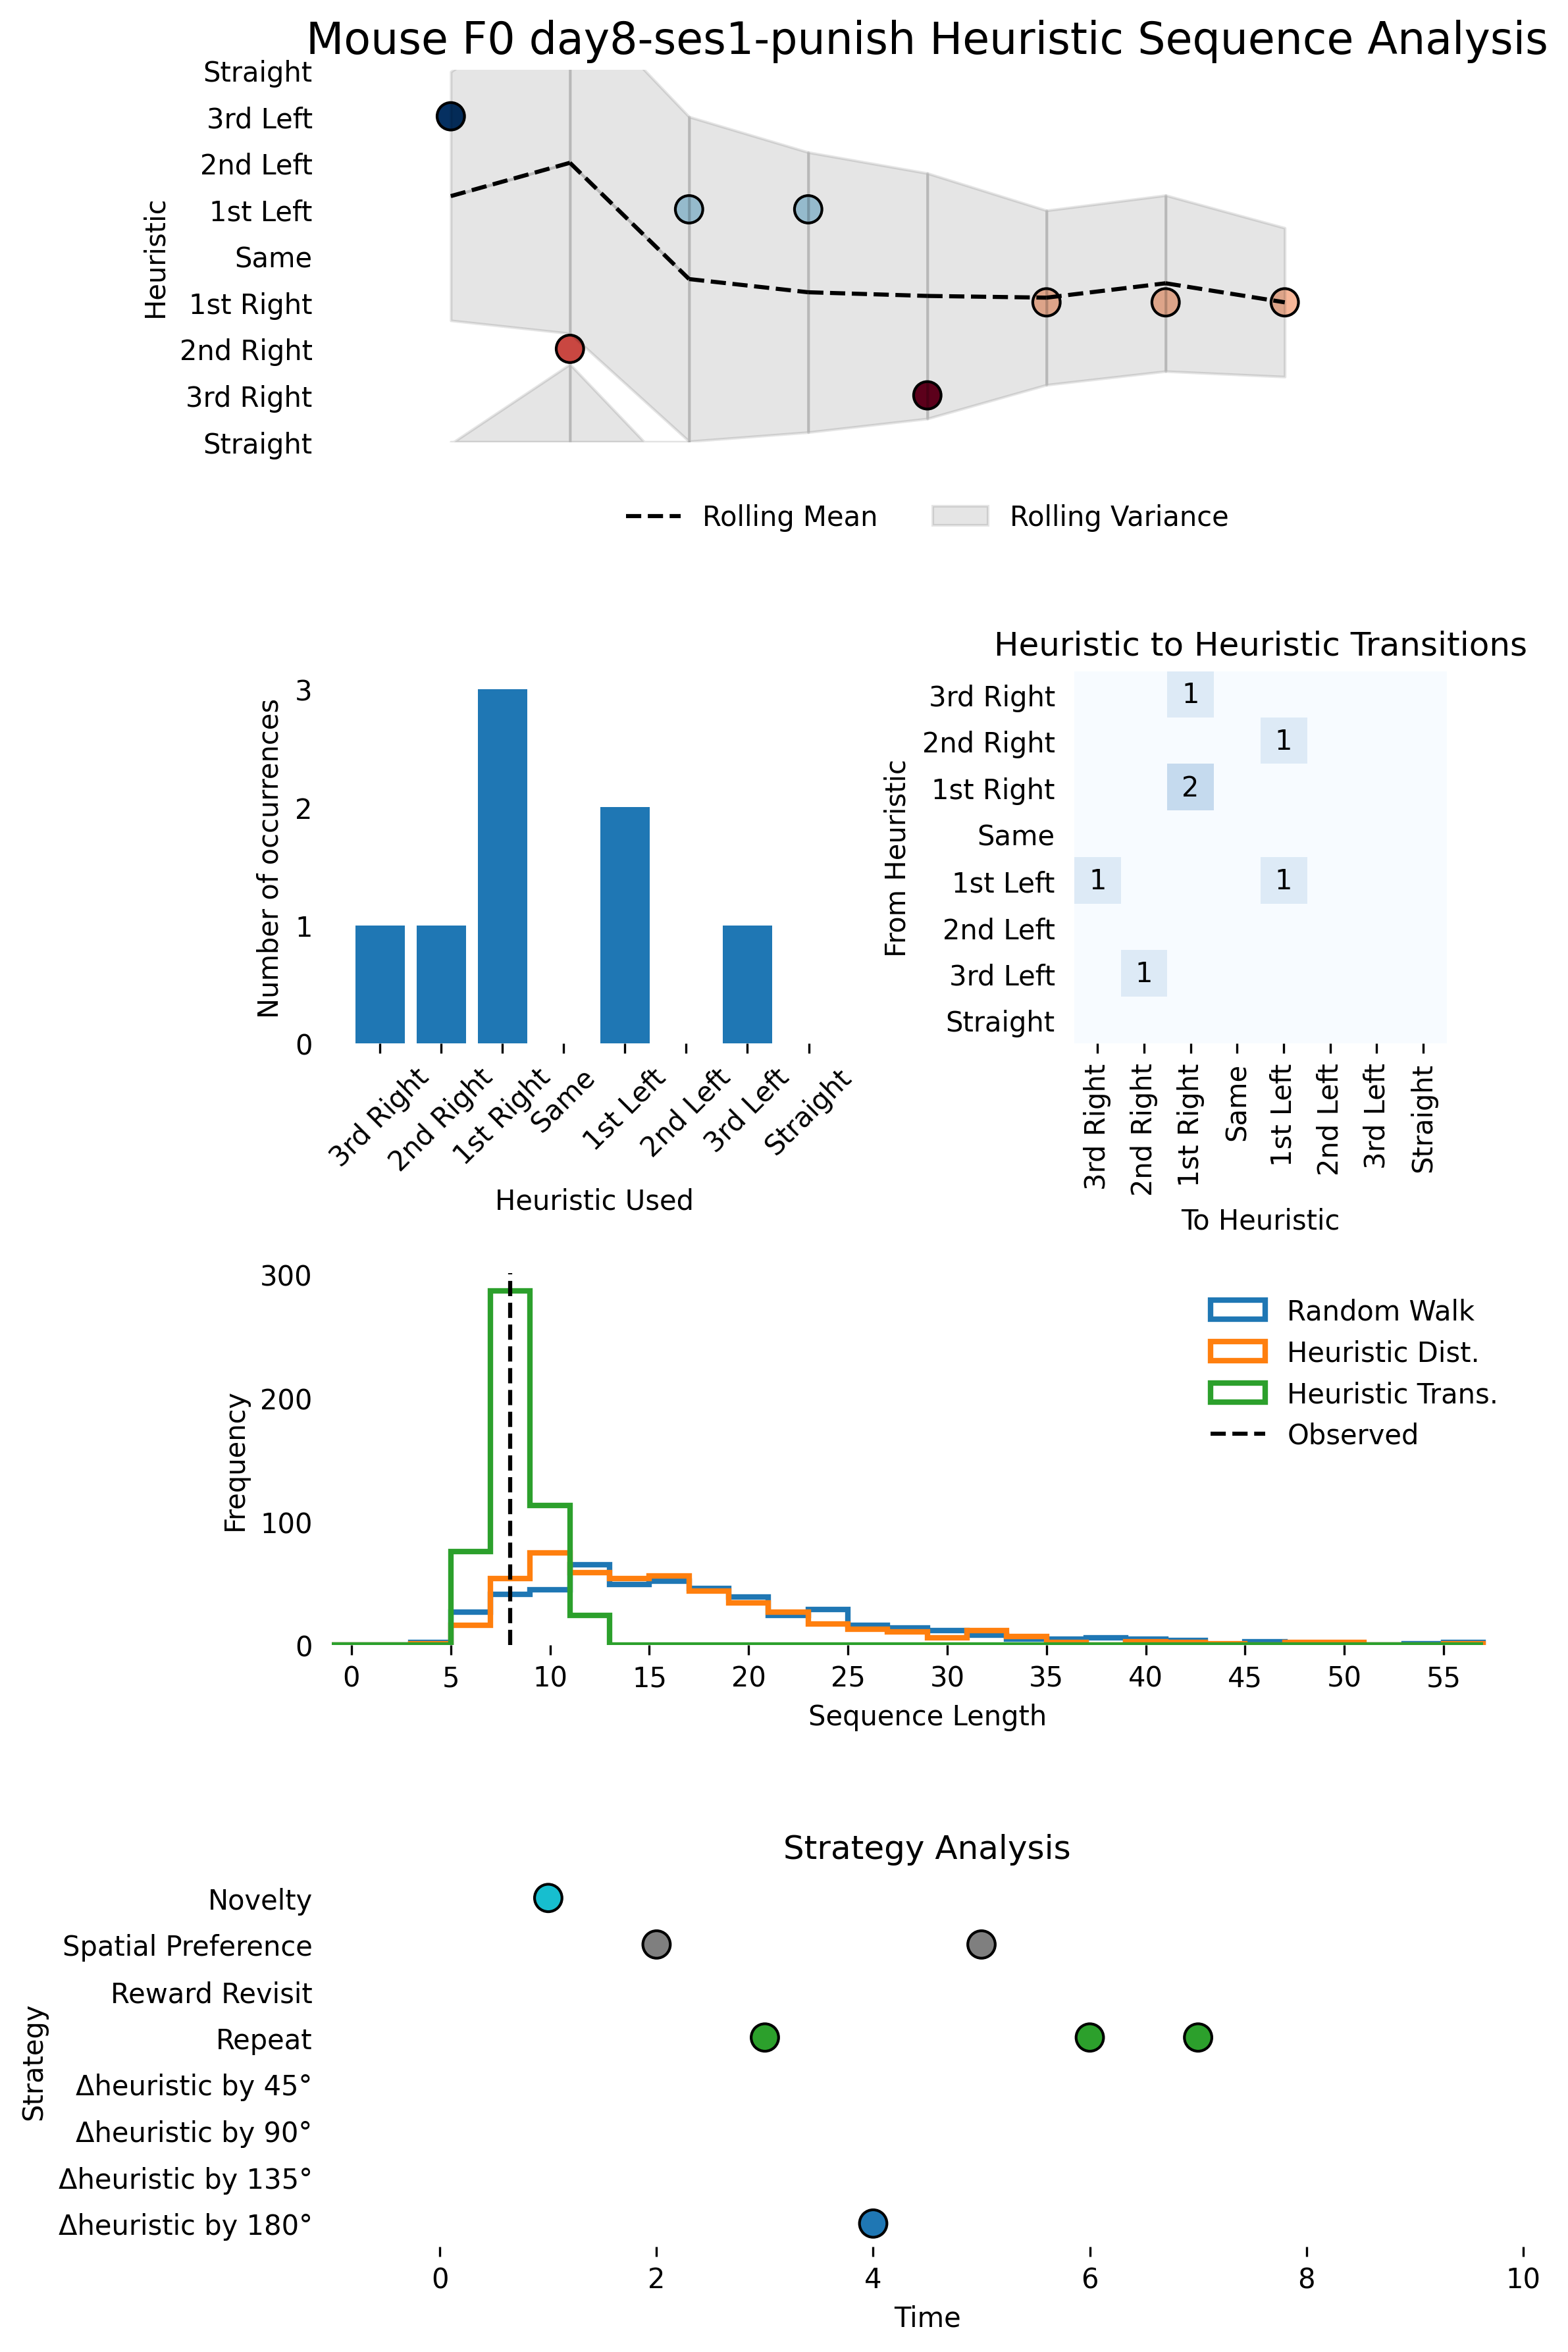 Mouse F0 day8-ses1-punish Heuristic Sequence Analysis
Heuristic
Straight
3rd Left
2nd Left
1st Left
Same
1st Right
2nd Right
3rd Right
Straight
Rolling Mean
Rolling Variance
Number of occurrences
3
2
1
0
3rd Right
2nd Right
1st Right
Same
1st Left
2nd Left
3rd Left
Straight
Heuristic Used
Heuristic to Heuristic Transitions
From Heuristic
3rd Right
2nd Right
1st Right
Same
1st Left
2nd Left
3rd Left
Straight
1
1
2
1 1
1
3rd Right
2nd Right
1st Right
Same
1st Left
2nd Left
3rd Left
Straight
To Heuristic
Frequency
300
200
100
0
Random Walk
Heuristic Dist.
Heuristic Trans.
Observed
0 5 10 15 20 25 30 35 40 45 50 55
Sequence Length
Strategy Analysis
Strategy
Novelty
Spatial Preference
Reward Revisit
Repeat
Δheuristic by 45°
Δheuristic by 90°
Δheuristic by 135°
Δheuristic by 180°
0 2 4 6 8 10
Time